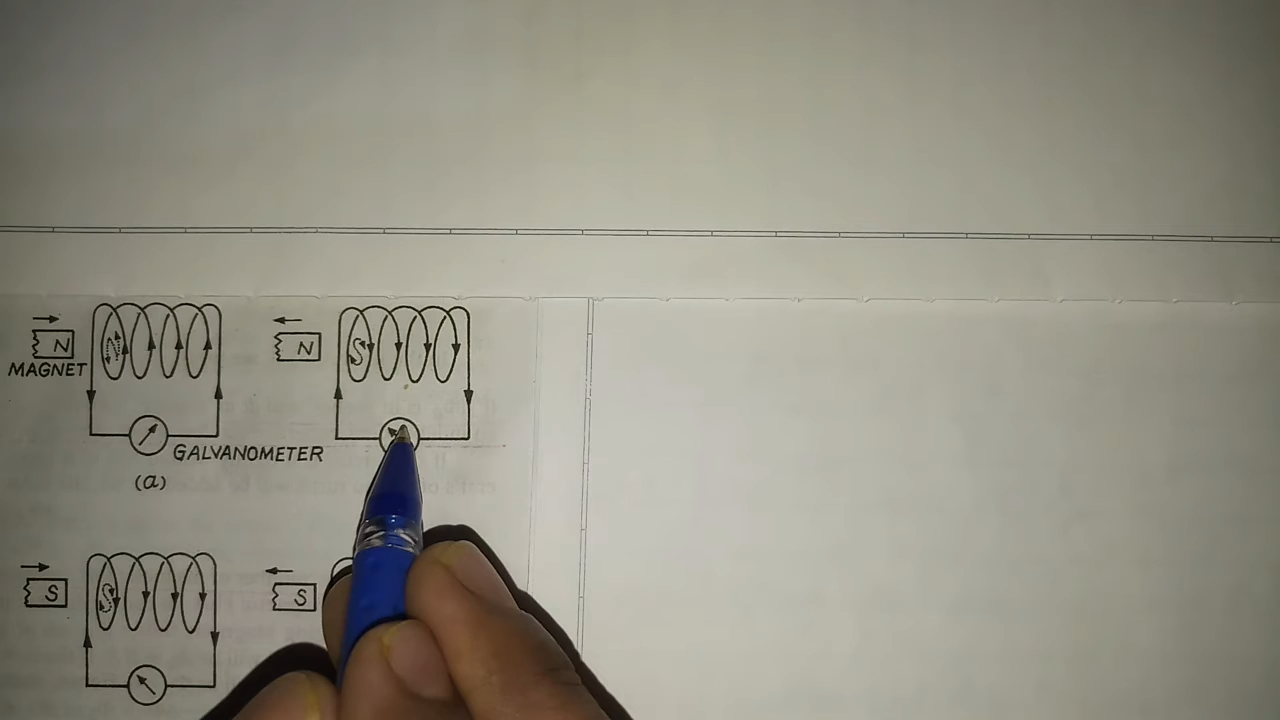 N N S N
MAGNET
GALVANOMETER
(a)
S S S